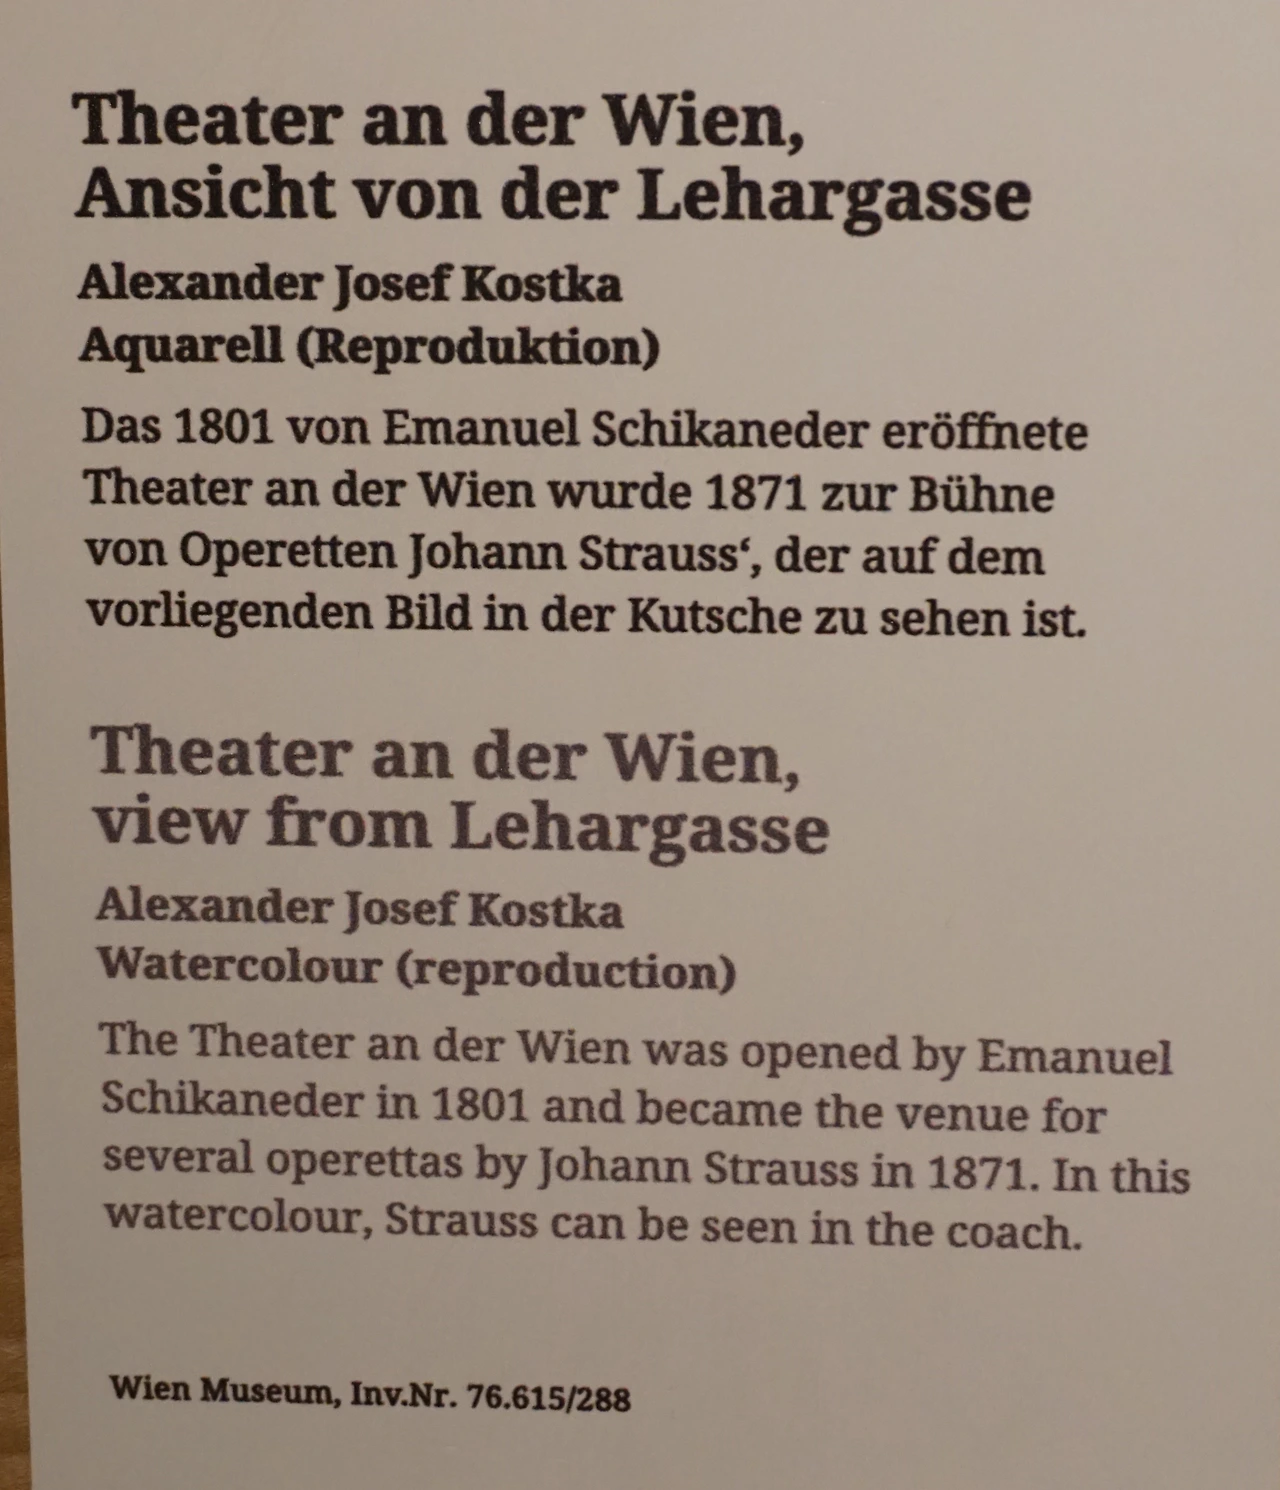 Theater an der Wien,
Ansicht von der Lehargasse
Alexander Josef Kostka
Aquarell (Reproduktion)
Das 1801 von Emanuel Schikaneder eröffnete
Theater an der Wien wurde 1871 zur Bühne
von Operetten Johann Strauss‘, der auf dem
vorliegenden Bild in der Kutsche zu sehen ist.
Theater an der Wien,
view from Lehargasse
Alexander Josef Kostka
Watercolour (reproduction)
The Theater an der Wien was opened by Emanuel
Schikaneder in 1801 and became the venue for
several operettas by Johann Strauss in 1871. In this
watercolour, Strauss can be seen in the coach.
Wien Museum, Inv.Nr. 76.615/288